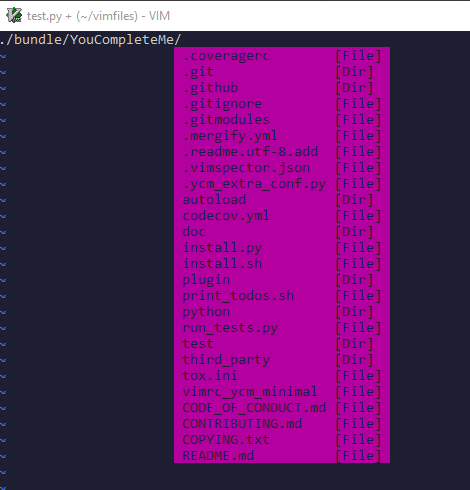 test.py + (~/vimfiles) - VIM
./bundle/YouCompleteMe/
~ .coveragerc [File]
~ .git [Dir]
~ .github [Dir]
~ .gitignore [File]
~ .gitmodules [File]
~ .mergify.yml [File]
~ .readme.utf-8.add [File]
~ .vimspector.json [File]
~ .ycm_extra_conf.py [File]
~ autoload [Dir]
~ codecov.yml [File]
~ doc [Dir]
~ install.py [File]
~ install.sh [File]
~ plugin [Dir]
~ print_todos.sh [File]
~ python [Dir]
~ run_tests.py [File]
~ test [Dir]
~ third_party [Dir]
~ tox.ini [File]
~ vimrc_ycm_minimal [File]
~ CODE_OF_CONDUCT.md [File]
~ CONTRIBUTING.md [File]
~ COPYING.txt [File]
~ README.md [File]
~
~